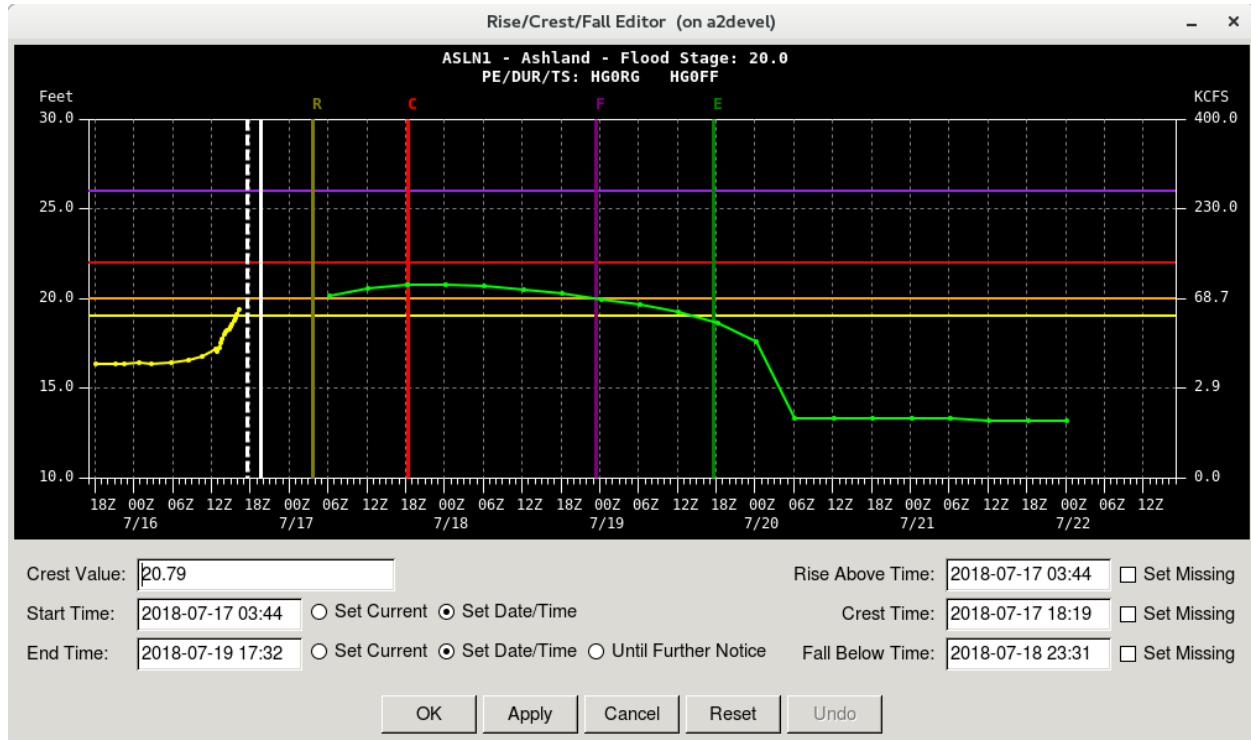 Rise/Crest/Fall Editor (on a2devel)
ASLN1 - Ashland - Flood Stage: 20.0
PE/DUR/TS: HG0RG HG0FF
Feet R C F E KCFS
30.0 400.0
25.0 230.0
20.0 68.7
15.0 2.9
10.0 0.0
18Z 00Z 06Z 12Z 18Z 00Z 06Z 12Z 18Z 00Z 06Z 12Z 18Z 00Z 06Z 12Z 18Z 00Z 06Z 12Z 18Z 00Z 06Z 12Z 18Z 00Z 06Z 12Z
7/16 7/17 7/18 7/19 7/20 7/21 7/22
Crest Value: 20.79 Rise Above Time: 2018-07-17 03:44 Set Missing
Start Time: 2018-07-17 03:44 Set Current Set Date/Time Crest Time: 2018-07-17 18:19 Set Missing
End Time: 2018-07-19 17:32 Set Current Set Date/Time Until Further Notice Fall Below Time: 2018-07-18 23:31 Set Missing
OK Apply Cancel Reset Undo